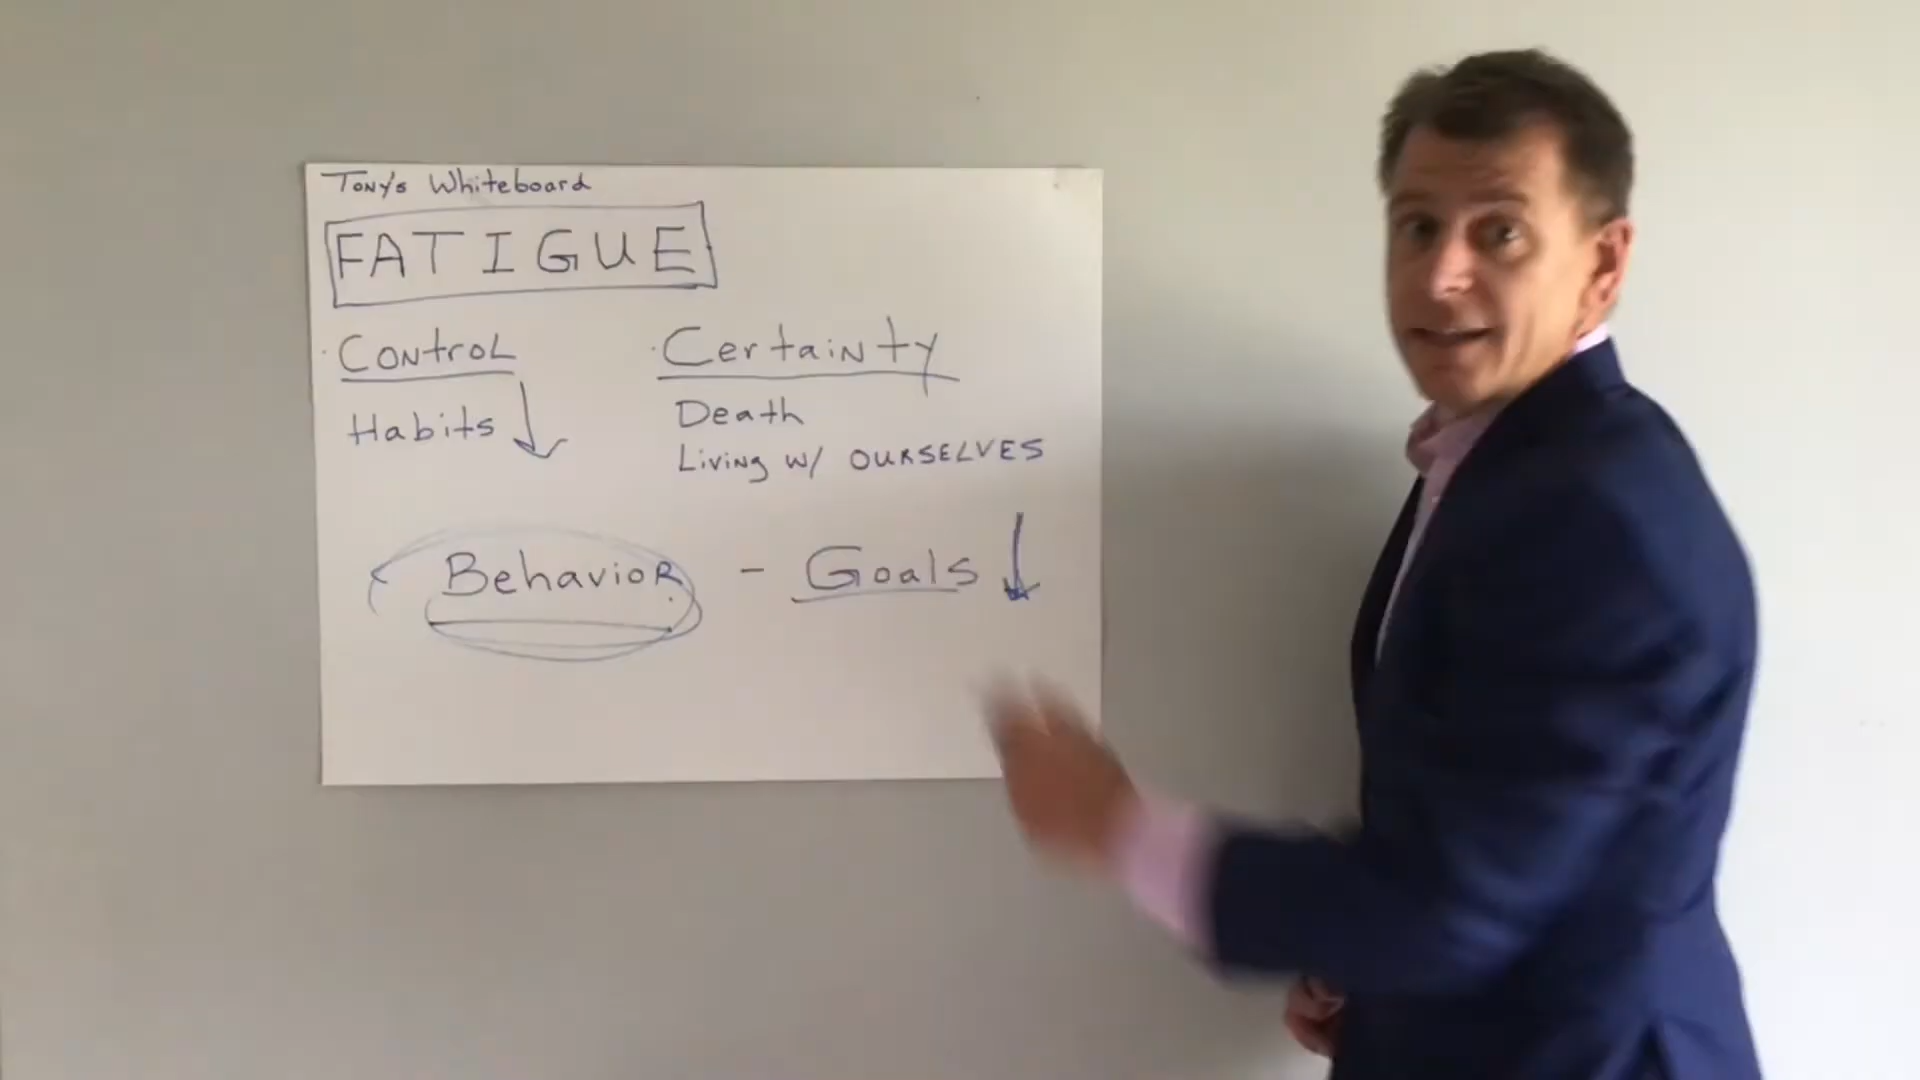 Tony's Whiteboard
FATIGUE
· Control
· Certainty
Habits
Death
Living w/ OURSELVES
Behavior - Goals